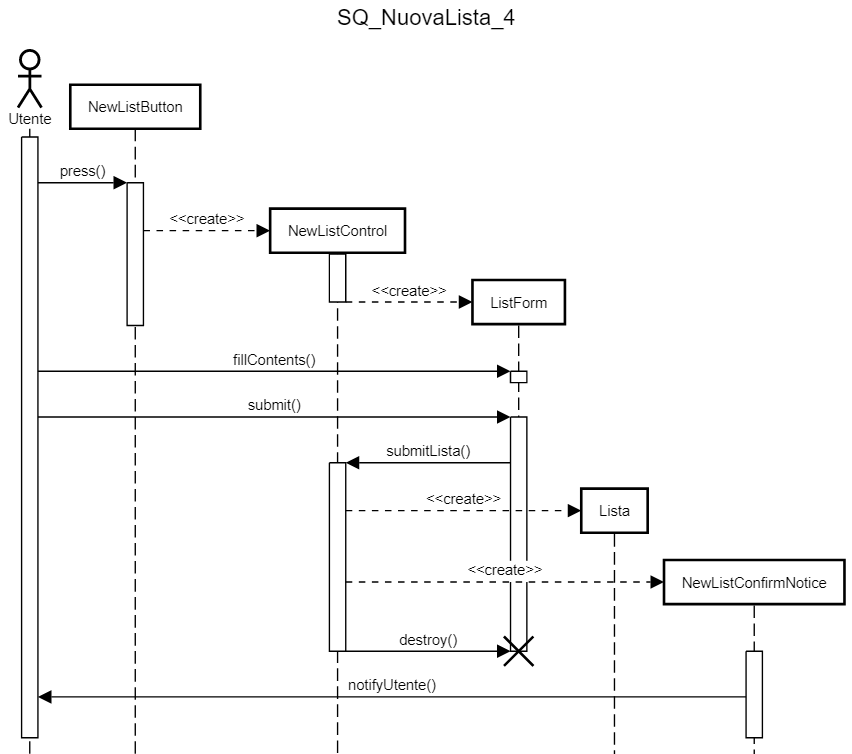 SQ_NuovaLista_4
Utente
NewListButton
press()
<<create>>
NewListControl
<<create>>
ListForm
fillContents()
submit()
submitLista()
<<create>>
Lista
<<create>>
NewListConfirmNotice
destroy()
notifyUtente()